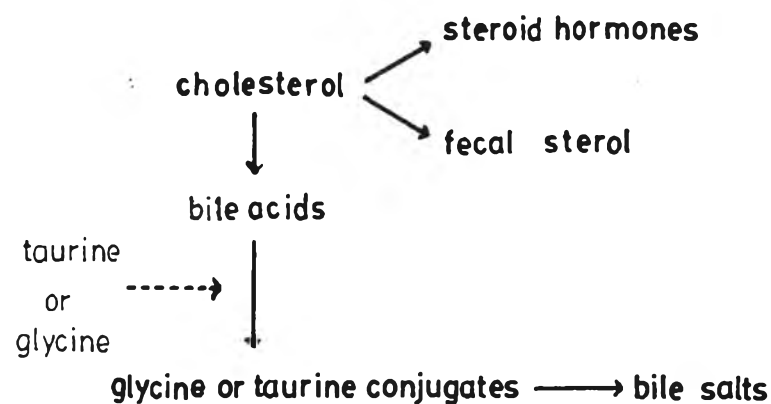 steroid hormones
cholesterol
fecal sterol
bile acids
taurine
or
glycine
glycine or taurine conjugates
bile salts